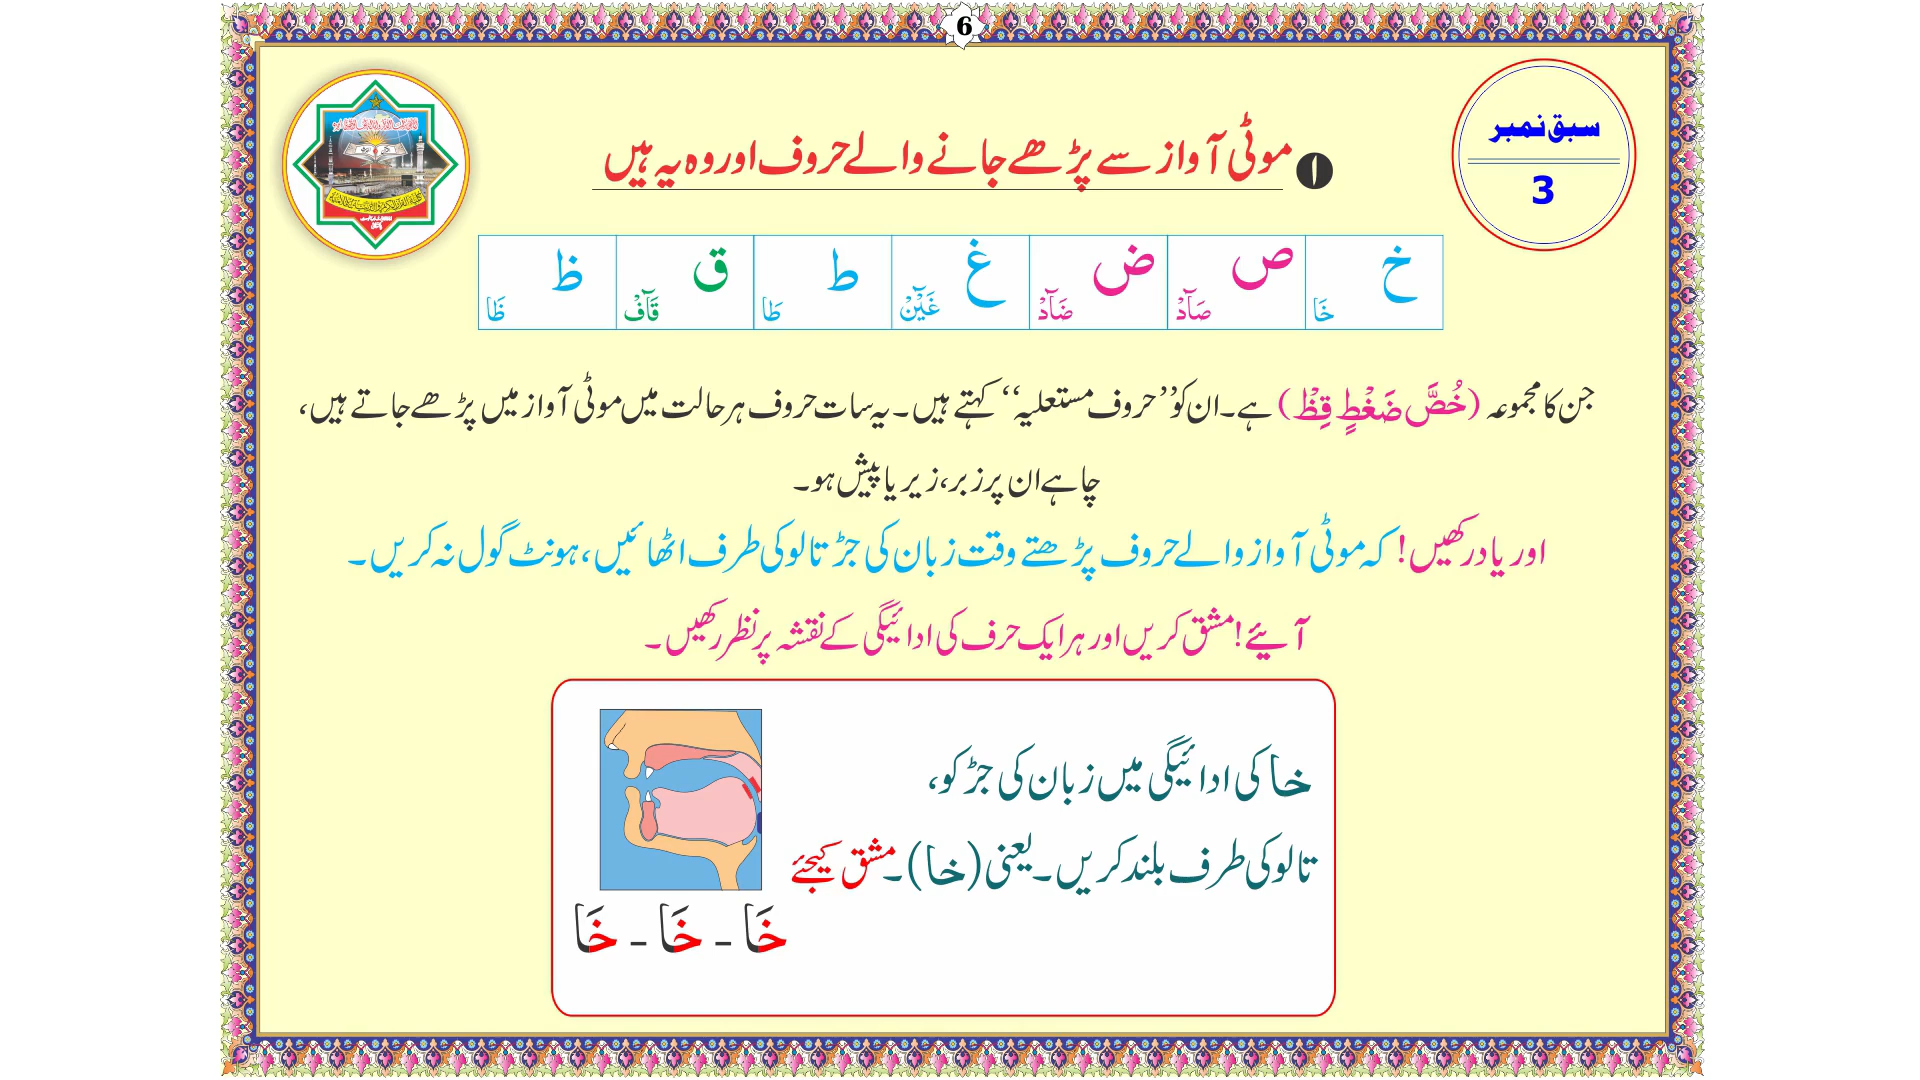 6
سبق نمبر
3
۱ موٹی آواز سے پڑھے جانے والے حروف اور وہ یہ ہیں
خ ص ض غ ط ق ظ
خَا صَآدْ ضَآدْ غَيْٓنْ طَا قَآفْ ظَا
جن کا مجموعہ (خُصَّ ضَغْطٍ قِظْ) ہے۔ ان کو ’’حروف مستعلیہ‘‘ کہتے ہیں۔ یہ سات حروف ہر حالت میں موٹی آواز میں پڑھے جاتے ہیں،
چاہے ان پر زبر، زیر یا پیش ہو۔
اور یاد رکھیں! کہ موٹی آواز والے حروف پڑھتے وقت زبان کی جڑ تالو کی طرف اٹھائیں، ہونٹ گول نہ کریں۔
آیئے! مشق کریں اور ہر ایک حرف کی ادائیگی کے نقشہ پر نظر رکھیں۔
خا کی ادائیگی میں زبان کی جڑ کو،
تالو کی طرف بلند کریں۔ یعنی (خا)۔ مشق کیجئے
خَا - خَا - خَا